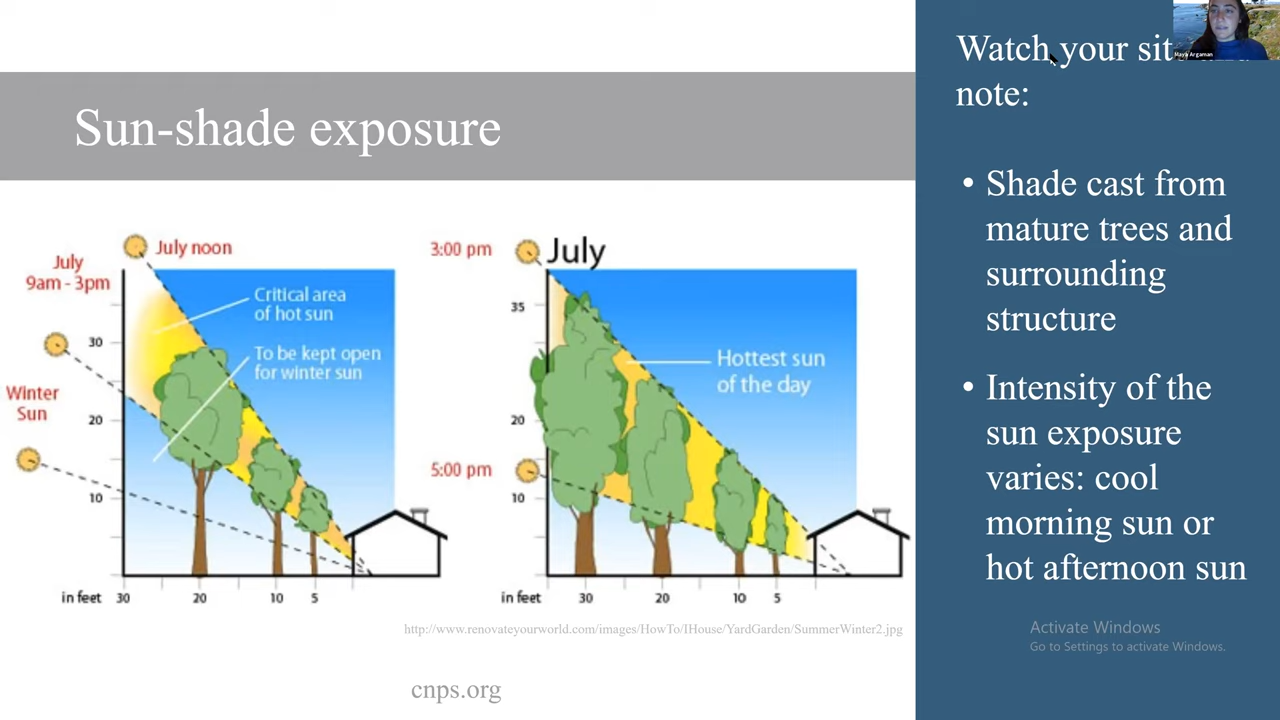 Sun-shade exposure
July noon
July
9am - 3pm
Critical area
of hot sun
To be kept open
for winter sun
30
Winter
Sun
20
10
in feet 30 20 10 5
3:00 pm
July
35
Hottest sun
of the day
20
5:00 pm
10
in feet 30 20 10 5
http://www.renovateyourworld.com/images/HowTo/IHouse/YardGarden/SummerWinter2.jpg
cnps.org
Watch your
note:
• Shade cast from
mature trees and
surrounding
structure
• Intensity of the
sun exposure
varies: cool
morning sun or
hot afternoon sun
Maya Argaman
Activate Windows
Go to Settings to activate Windows.